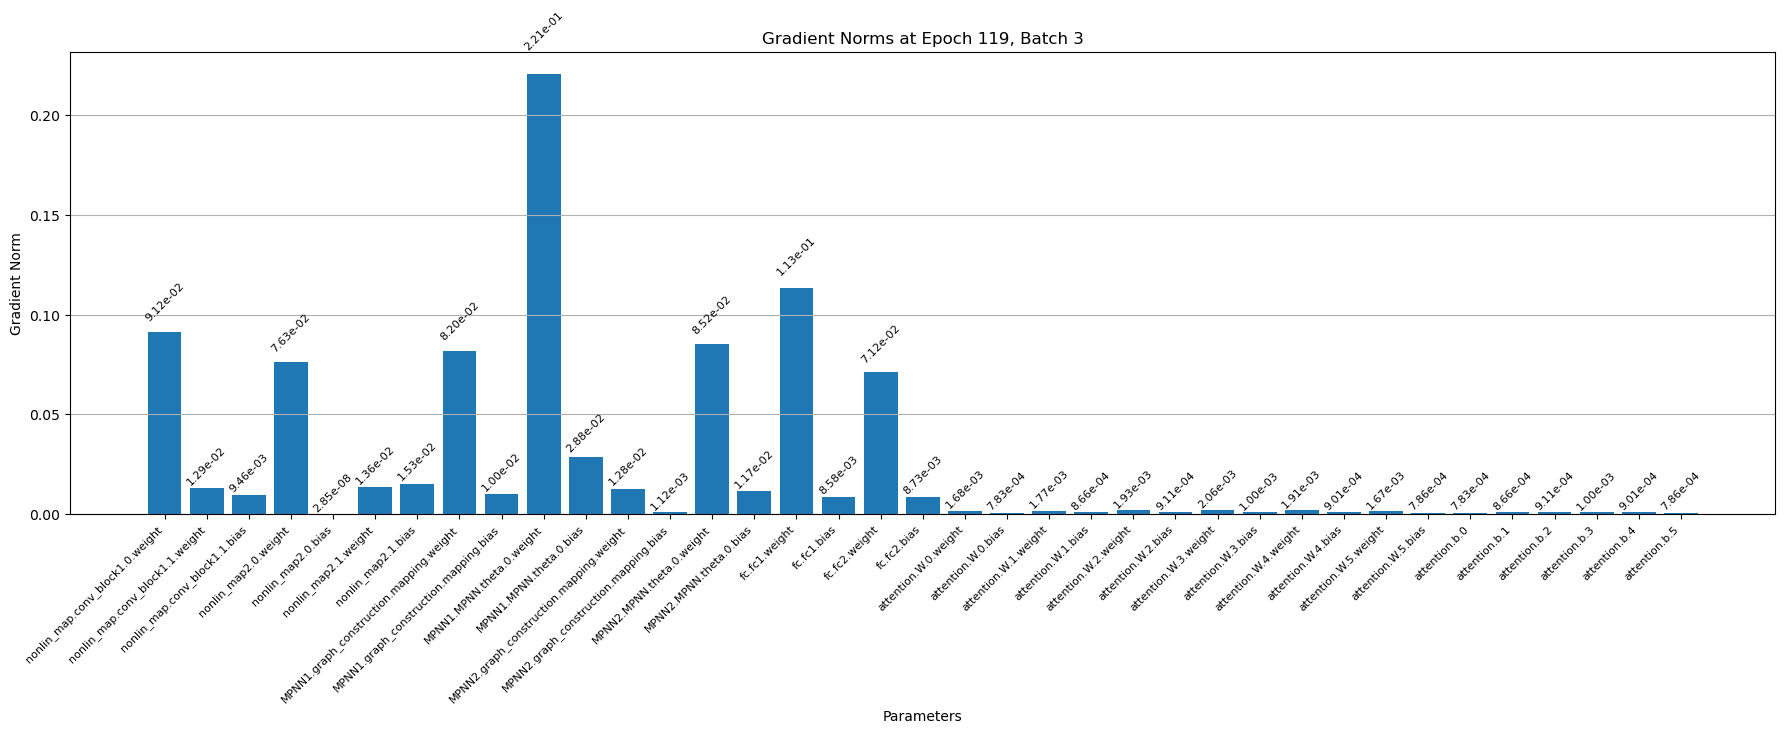 Gradient Norms at Epoch 119, Batch 3
Gradient Norm
0.20
0.15
0.10
0.05
0.00
9.12e-02
1.29e-02
9.46e-03
7.63e-02
2.85e-08
1.36e-02
1.53e-02
8.20e-02
1.00e-02
2.21e-01
2.88e-02
1.28e-02
1.12e-03
8.52e-02
1.17e-02
1.13e-01
8.58e-03
7.12e-02
8.73e-03
1.68e-03
7.83e-04
1.77e-03
8.66e-04
1.93e-03
9.11e-04
2.06e-03
1.00e-03
1.91e-03
9.01e-04
1.67e-03
7.86e-04
7.83e-04
8.66e-04
9.11e-04
1.00e-03
9.01e-04
7.86e-04
nonlin_map.conv_block1.0.weight
nonlin_map.conv_block1.1.weight
nonlin_map.conv_block1.1.bias
nonlin_map2.0.weight
nonlin_map2.0.bias
nonlin_map2.1.weight
nonlin_map2.1.bias
MPNN1.graph_construction.mapping.weight
MPNN1.graph_construction.mapping.bias
MPNN1.MPNN.theta.0.weight
MPNN1.MPNN.theta.0.bias
MPNN2.graph_construction.mapping.weight
MPNN2.graph_construction.mapping.bias
MPNN2.MPNN.theta.0.weight
MPNN2.MPNN.theta.0.bias
fc.fc1.weight
fc.fc1.bias
fc.fc2.weight
fc.fc2.bias
attention.W.0.weight
attention.W.0.bias
attention.W.1.weight
attention.W.1.bias
attention.W.2.weight
attention.W.2.bias
attention.W.3.weight
attention.W.3.bias
attention.W.4.weight
attention.W.4.bias
attention.W.5.weight
attention.W.5.bias
attention.b.0
attention.b.1
attention.b.2
attention.b.3
attention.b.4
attention.b.5
Parameters